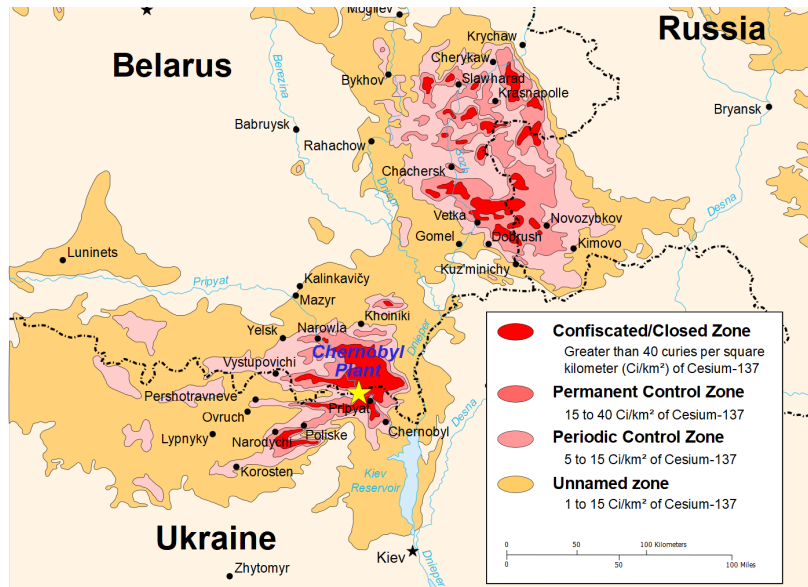 Mogilev
Russia
Krychaw
Belarus
Cherykaw
Bykhov
Slawharad
Krasnapolle
Berezina
Bryansk
Babruysk
Rahachow
Sozh
Dnieper
Chachersk
Desna
Vetka
Novozybkov
Gomel
Dobrush
Kimovo
Luninets
Kuz'minichy
Pripyat
Kalinkavičy
Mazyr
Khoiniki
Dnieper
Yelsk
Narowla
Chernobyl
Plant
Vystupovichi
Pershotravneve
Pripyat
Desna
Ovruch
Chernobyl
Lypnyky
Poliske
Narodychi
Korosten
Kiev
Reservoir
Ukraine
Kiev
Dnieper
Zhytomyr
Confiscated/Closed Zone
Greater than 40 curies per square
kilometer (Ci/km²) of Cesium-137
Permanent Control Zone
15 to 40 Ci/km² of Cesium-137
Periodic Control Zone
5 to 15 Ci/km² of Cesium-137
Unnamed zone
1 to 15 Ci/km² of Cesium-137
0 50 100 Kilometers
0 50 100 Miles